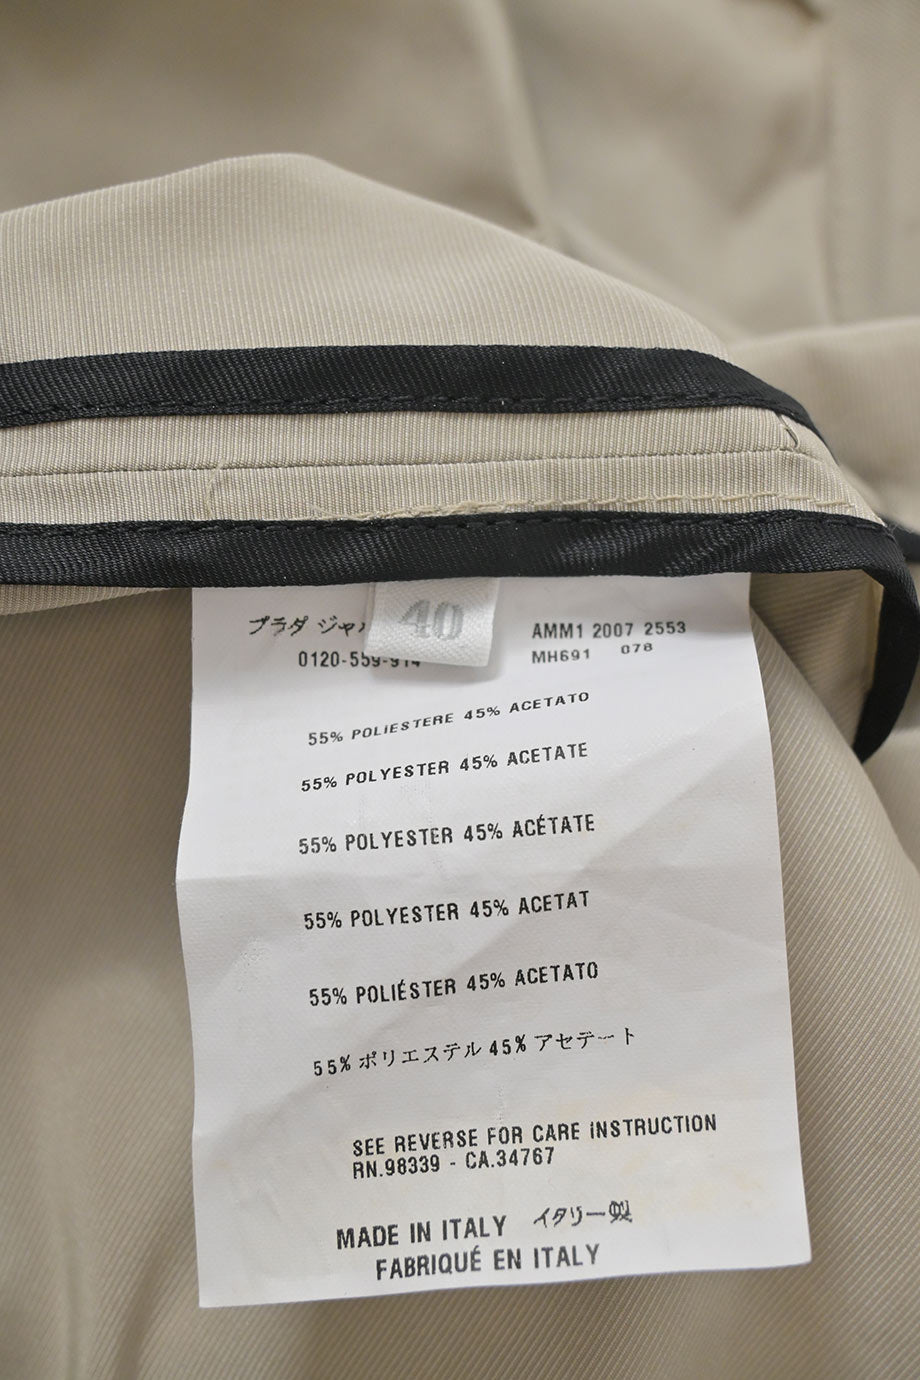 プラダ ジャ
40
AMM1 2007 2553
0120-559-914
MH691 078
55% POLIESTERE 45% ACETATO
55% POLYESTER 45% ACETATE
55% POLYESTER 45% ACÉTATE
55% POLYESTER 45% ACETAT
55% POLIÉSTER 45% ACETATO
55% ポリエステル 45% アセテート
SEE REVERSE FOR CARE INSTRUCTION
RN.98339 - CA.34767
MADE IN ITALY イタリー製
FABRIQUÉ EN ITALY